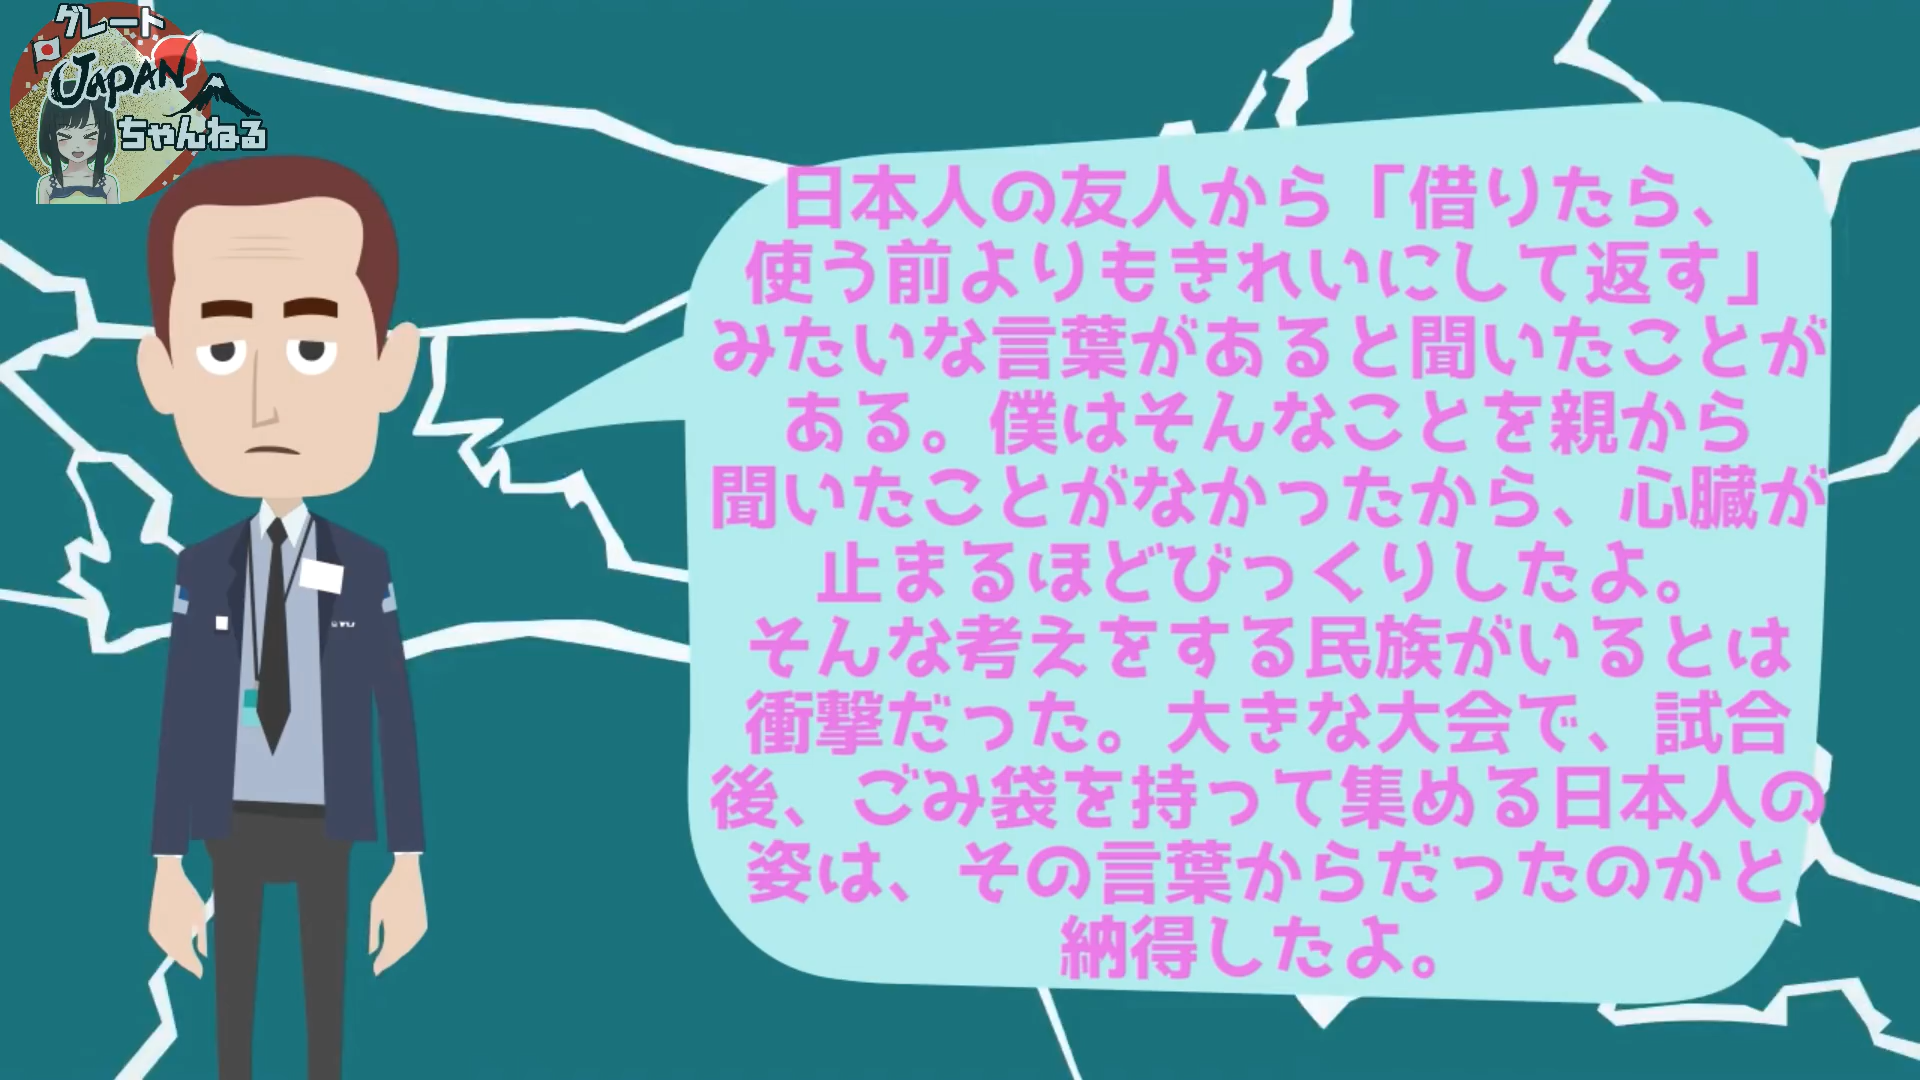 グレート
JAPAN
ちゃんねる
日本人の友人から「借りたら、
使う前よりもきれいにして返す」
みたいな言葉があると聞いたことが
ある。僕はそんなことを親から
聞いたことがなかったから、心臓が
止まるほどびっくりしたよ。
そんな考えをする民族がいるとは
衝撃だった。大きな大会で、試合
後、ごみ袋を持って集める日本人の
姿は、その言葉からだったのかと
納得したよ。